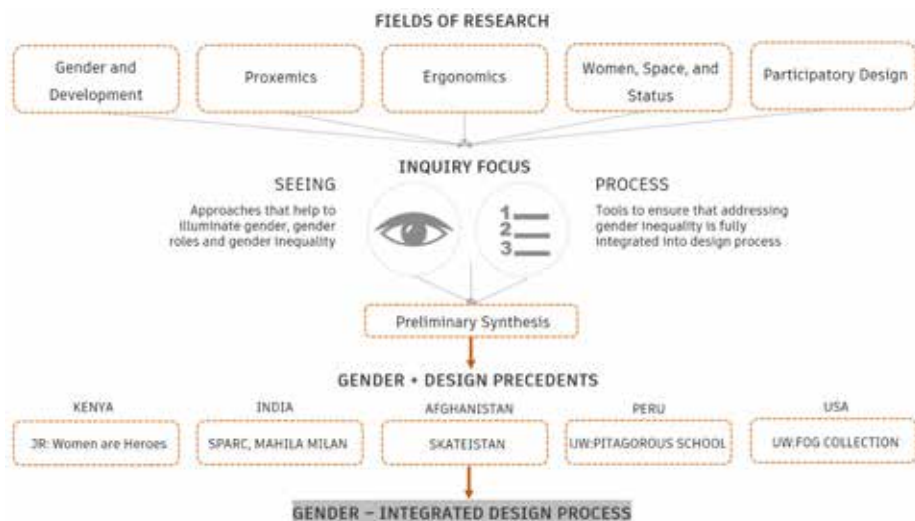 FIELDS OF RESEARCH
Gender and
Development
Proxemics
Ergonomics
Women, Space, and
Status
Participatory Design
INQUIRY FOCUS
SEEING
Approaches that help to
illuminate gender, gender
roles and gender inequality
1
2
3
PROCESS
Tools to ensure that addressing
gender inequality is fully
integrated into design process
Preliminary Synthesis
GENDER + DESIGN PRECEDENTS
KENYA
JR: Women are Heroes
INDIA
SPARC, MAHILA MILAN
AFGHANISTAN
SKATEISTAN
PERU
UW:PITAGOROUS SCHOOL
USA
UW:FOG COLLECTION
GENDER – INTEGRATED DESIGN PROCESS